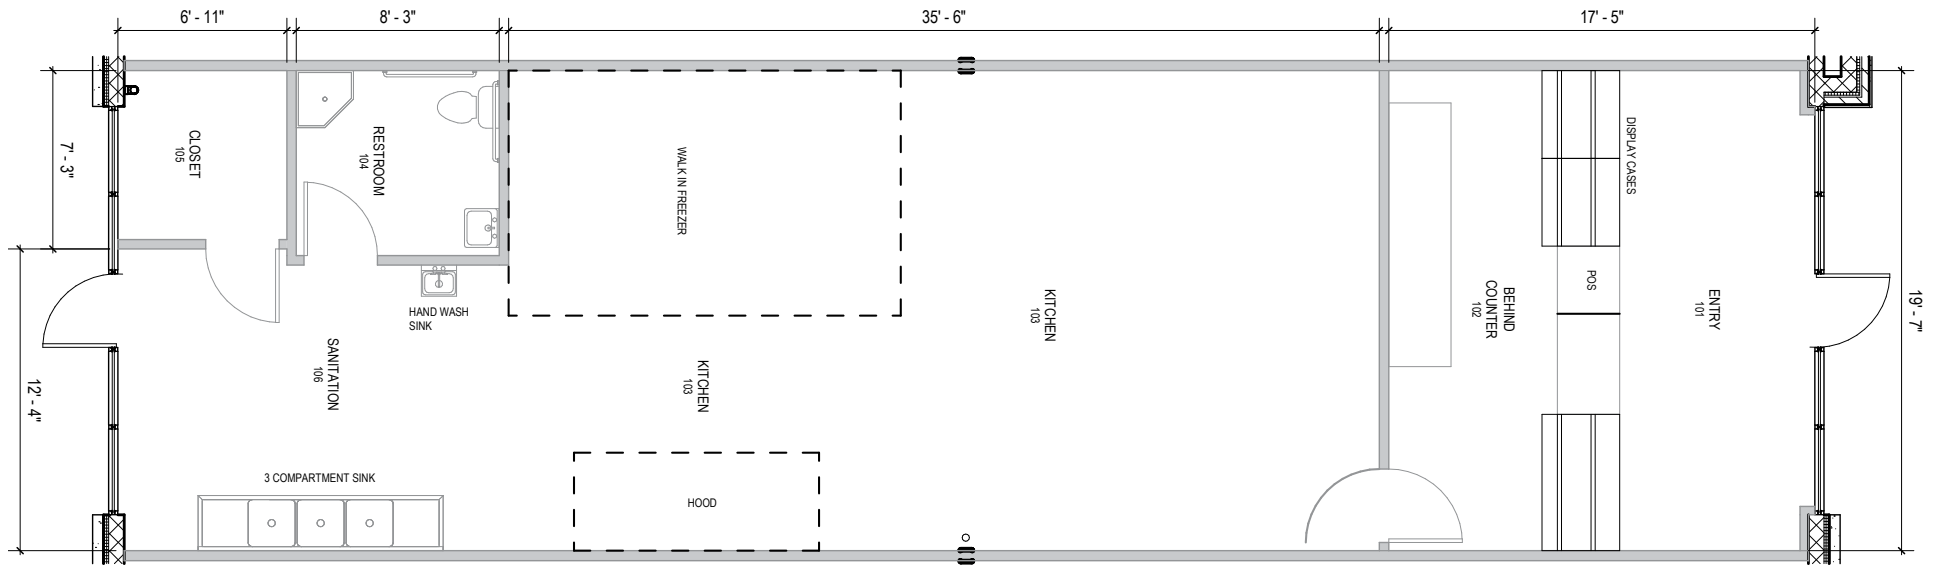 6' - 11"
8' - 3"
35' - 6"
17' - 5"
7' - 3"
12' - 4"
19' - 7"
CLOSET
105
RESTROOM
104
WALK IN FREEZER
DISPLAY CASES
POS
HAND WASH
SINK
SANITATION
106
KITCHEN
103
KITCHEN
103
BEHIND
COUNTER
102
ENTRY
101
3 COMPARTMENT SINK
HOOD